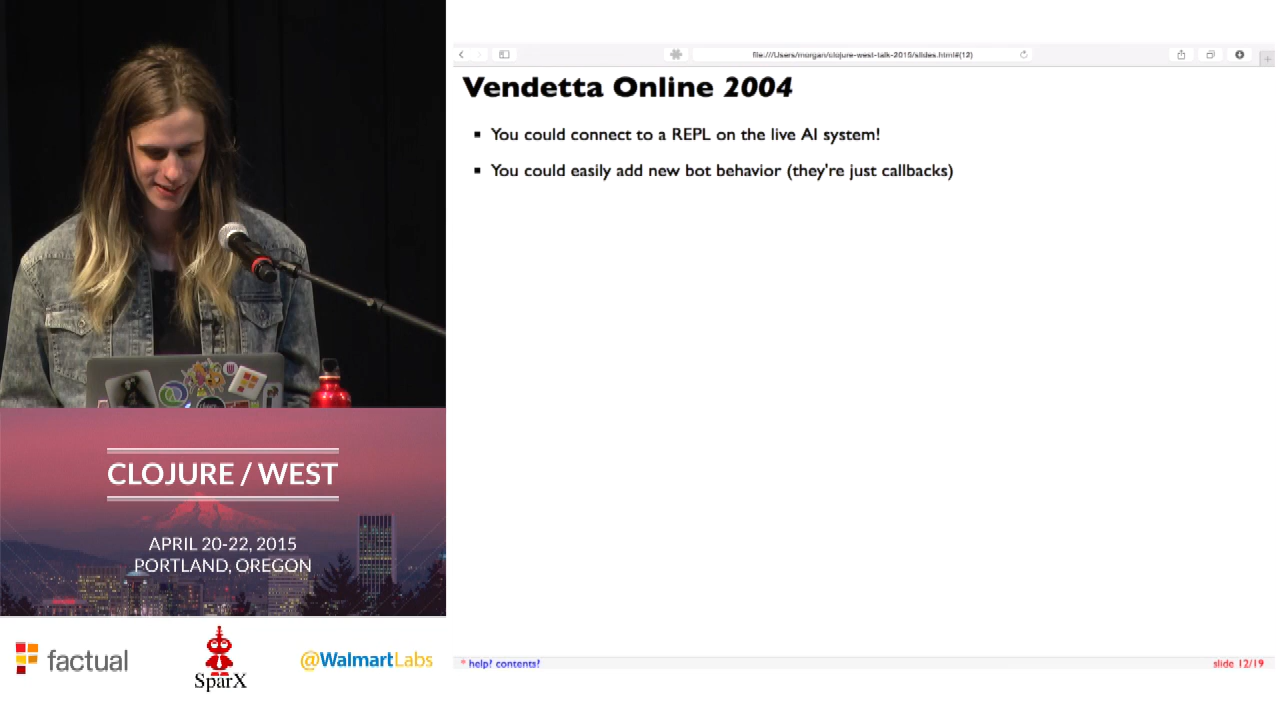 file:///Users/morgan/clojure-west-talk-2015/slides.html#(12)
Vendetta Online 2004
▪ You could connect to a REPL on the live AI system!
▪ You could easily add new bot behavior (they're just callbacks)
CLOJURE / WEST
APRIL 20-22, 2015
PORTLAND, OREGON
factual
SparX
@WalmartLabs
* help? contents?
slide 12/19